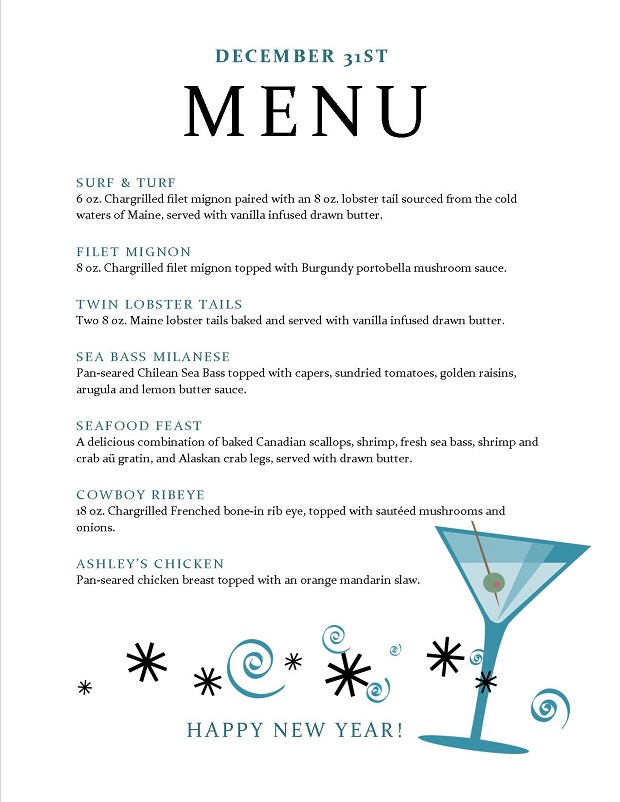 DECEMBER 31ST
MENU
SURF & TURF
6 oz. Chargrilled filet mignon paired with an 8 oz. lobster tail sourced from the cold
waters of Maine, served with vanilla infused drawn butter.
FILET MIGNON
8 oz. Chargrilled filet mignon topped with Burgundy portobella mushroom sauce.
TWIN LOBSTER TAILS
Two 8 oz. Maine lobster tails baked and served with vanilla infused drawn butter.
SEA BASS MILANESE
Pan-seared Chilean Sea Bass topped with capers, sundried tomatoes, golden raisins,
arugula and lemon butter sauce.
SEAFOOD FEAST
A delicious combination of baked Canadian scallops, shrimp, fresh sea bass, shrimp and
crab aü gratin, and Alaskan crab legs, served with drawn butter.
COWBOY RIBEYE
18 oz. Chargrilled Frenched bone-in rib eye, topped with sautéed mushrooms and
onions.
ASHLEY'S CHICKEN
Pan-seared chicken breast topped with an orange mandarin slaw.
HAPPY NEW YEAR!